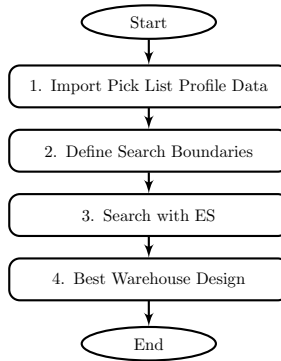 Start
1. Import Pick List Profile Data
2. Define Search Boundaries
3. Search with ES
4. Best Warehouse Design
End